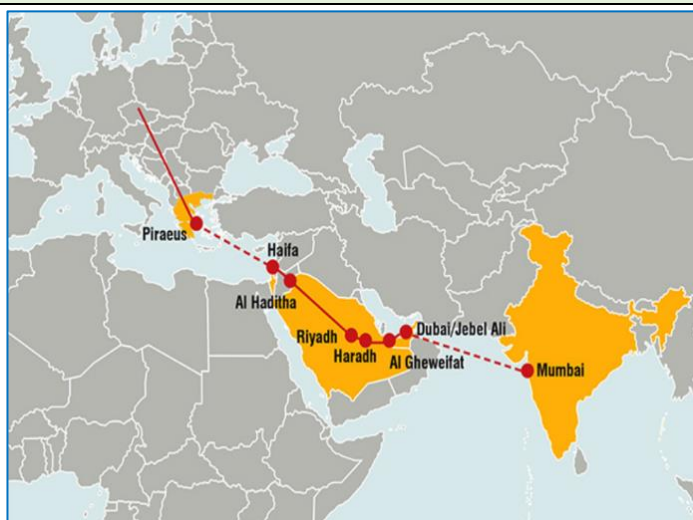 Piraeus
Haifa
Al Haditha
Riyadh
Haradh
Al Gheweifat
Dubai/Jebel Ali
Mumbai